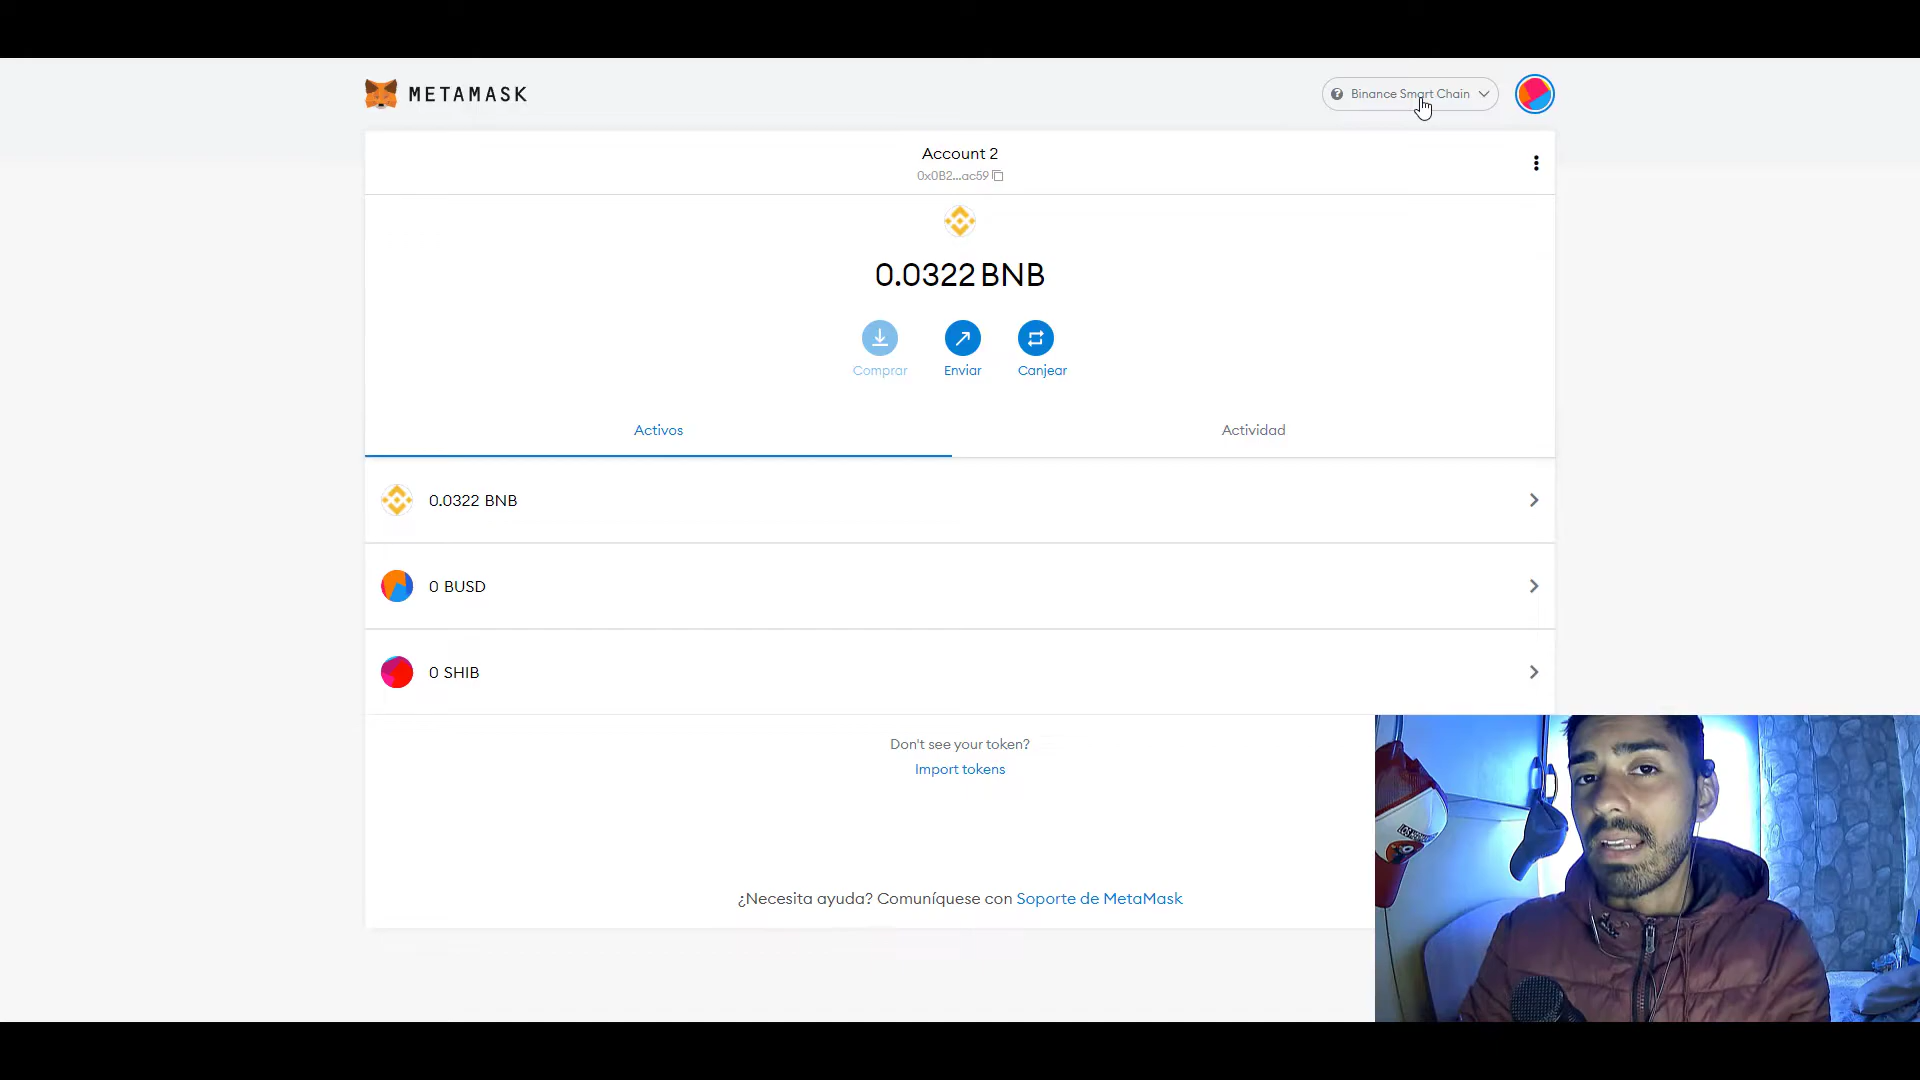 METAMASK
Binance Smart Chain
Account 2
0x0B2...ac59
0.0322 BNB
Comprar
Enviar
Canjear
Activos
Actividad
0.0322 BNB
0 BUSD
0 SHIB
Don't see your token?
Import tokens
¿Necesita ayuda? Comuníquese con Soporte de MetaMask